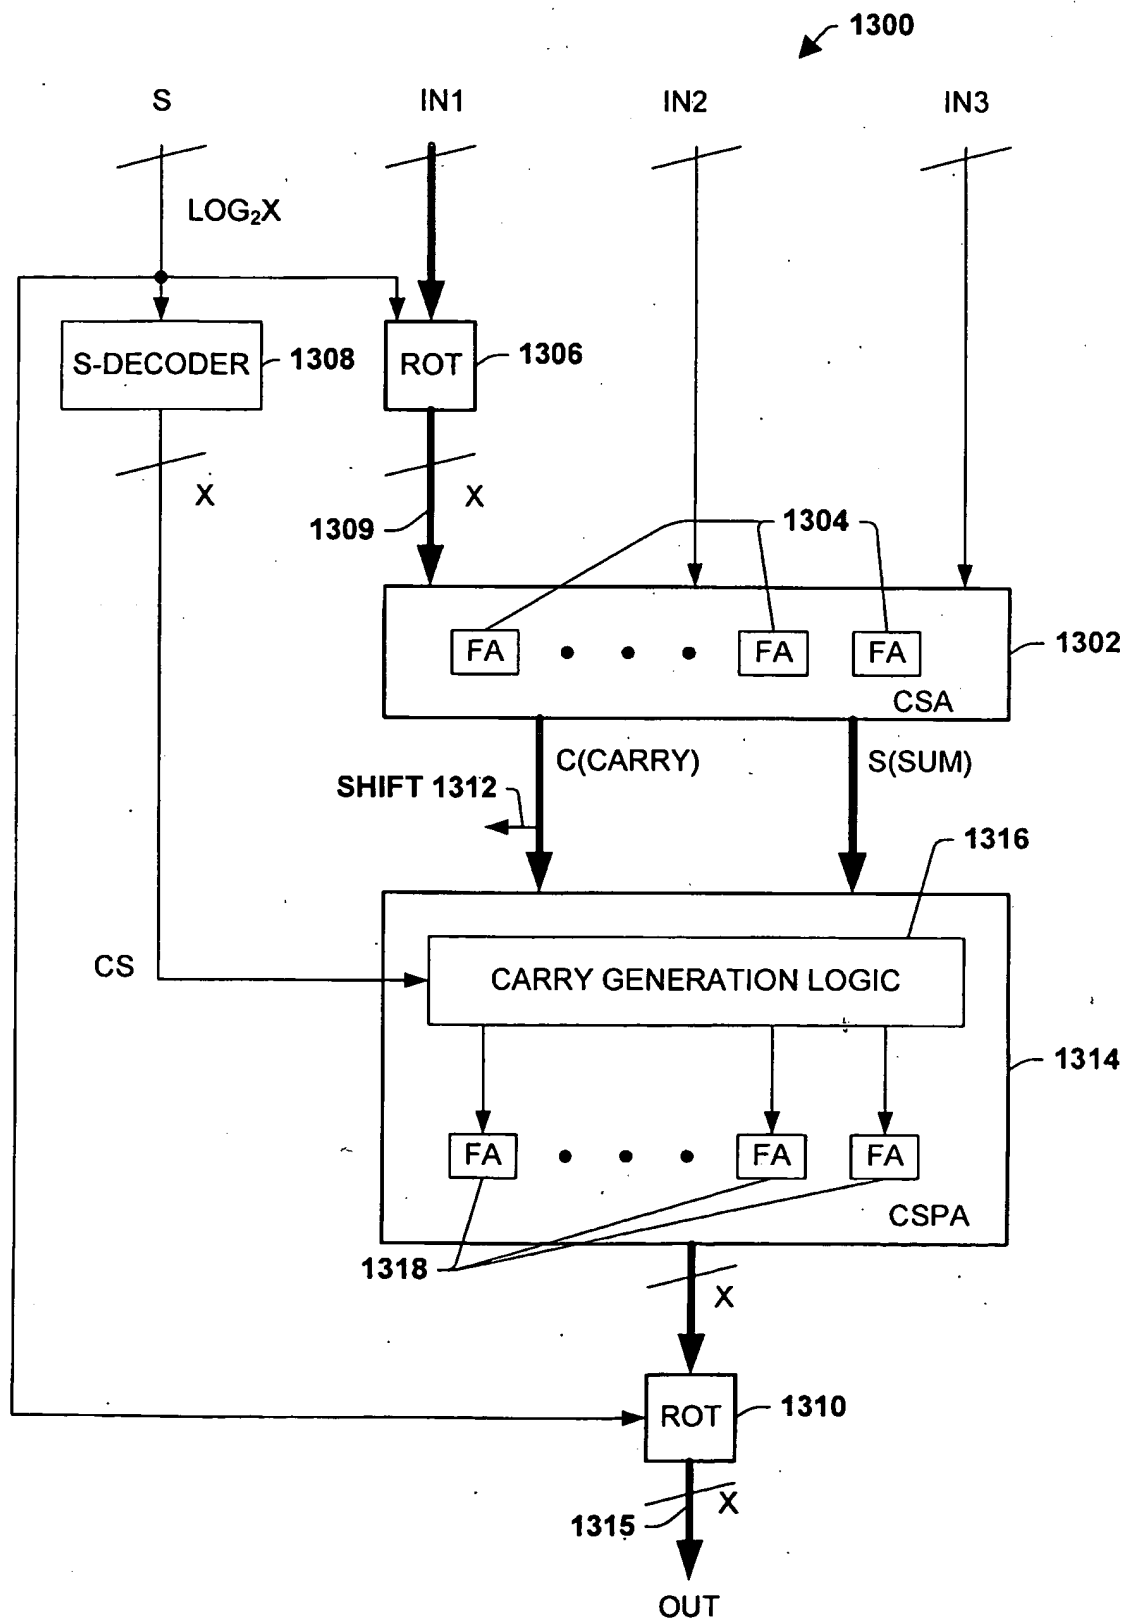 1300
S IN1 IN2 IN3
LOG₂X
S-DECODER 1308 ROT 1306
X X
1309 1304
FA FA FA 1302
CSA
C(CARRY) S(SUM)
SHIFT 1312
1316
CS CARRY GENERATION LOGIC
1314
FA FA FA
CSPA
1318
X
ROT 1310
X
1315
OUT